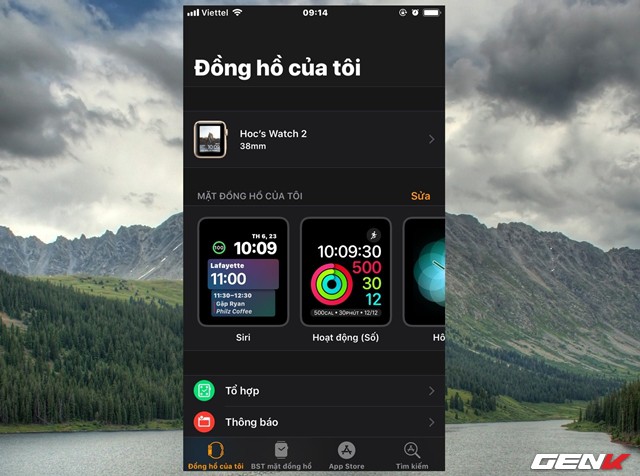 Viettel 09:14
Đồng hồ của tôi
Hoc's Watch 2
38mm
MẶT ĐỒNG HỒ CỦA TÔI Sửa
TH 6, 23
100 10:09
Lafayette
11:00
11:30–12:30
Gặp Ryan
Philz Coffee
10:09:30
500
30
12
500CAL • 30PHÚT • 12/12
Siri Hoạt động (Số) Hô
Tổ hợp
Thông báo
Đồng hồ của tôi BST mặt đồng hồ App Store Tìm kiếm
GENK